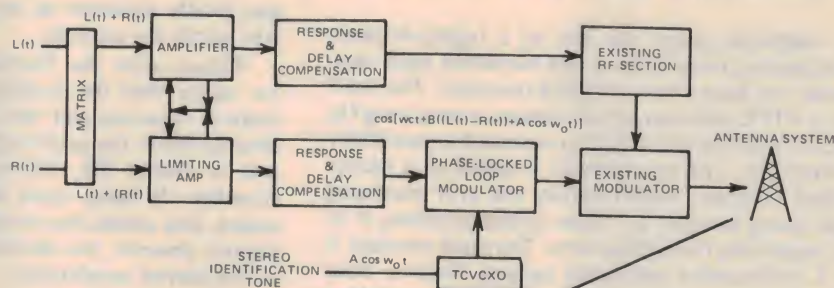 L(t) + R(t)
L(t)
MATRIX
AMPLIFIER
RESPONSE
&
DELAY
COMPENSATION
EXISTING
RF SECTION
cos[wct+B((L(t)−R(t))+A cos w₀t)]
R(t)
LIMITING
AMP
L(t) + (R(t)
RESPONSE
&
DELAY
COMPENSATION
PHASE-LOCKED
LOOP
MODULATOR
EXISTING
MODULATOR
ANTENNA SYSTEM
STEREO
IDENTIFICATION
TONE
A cos w₀t
TCVCXO